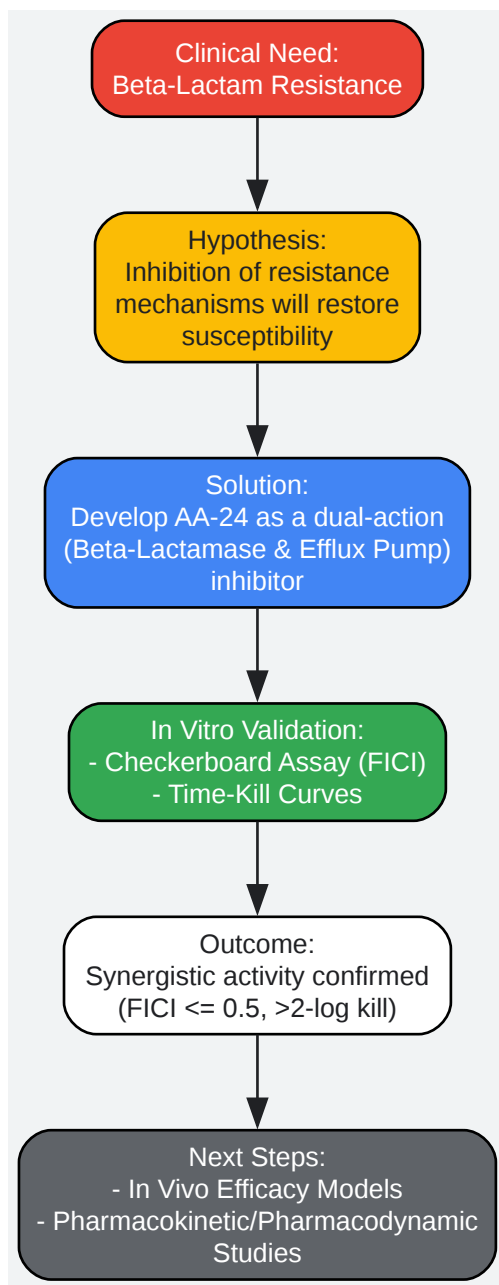 Clinical Need:
Beta-Lactam Resistance
Hypothesis:
Inhibition of resistance
mechanisms will restore
susceptibility
Solution:
Develop AA-24 as a dual-action
(Beta-Lactamase & Efflux Pump)
inhibitor
In Vitro Validation:
- Checkerboard Assay (FICI)
- Time-Kill Curves
Outcome:
Synergistic activity confirmed
(FICI <= 0.5, >2-log kill)
Next Steps:
- In Vivo Efficacy Models
- Pharmacokinetic/Pharmacodynamic
Studies